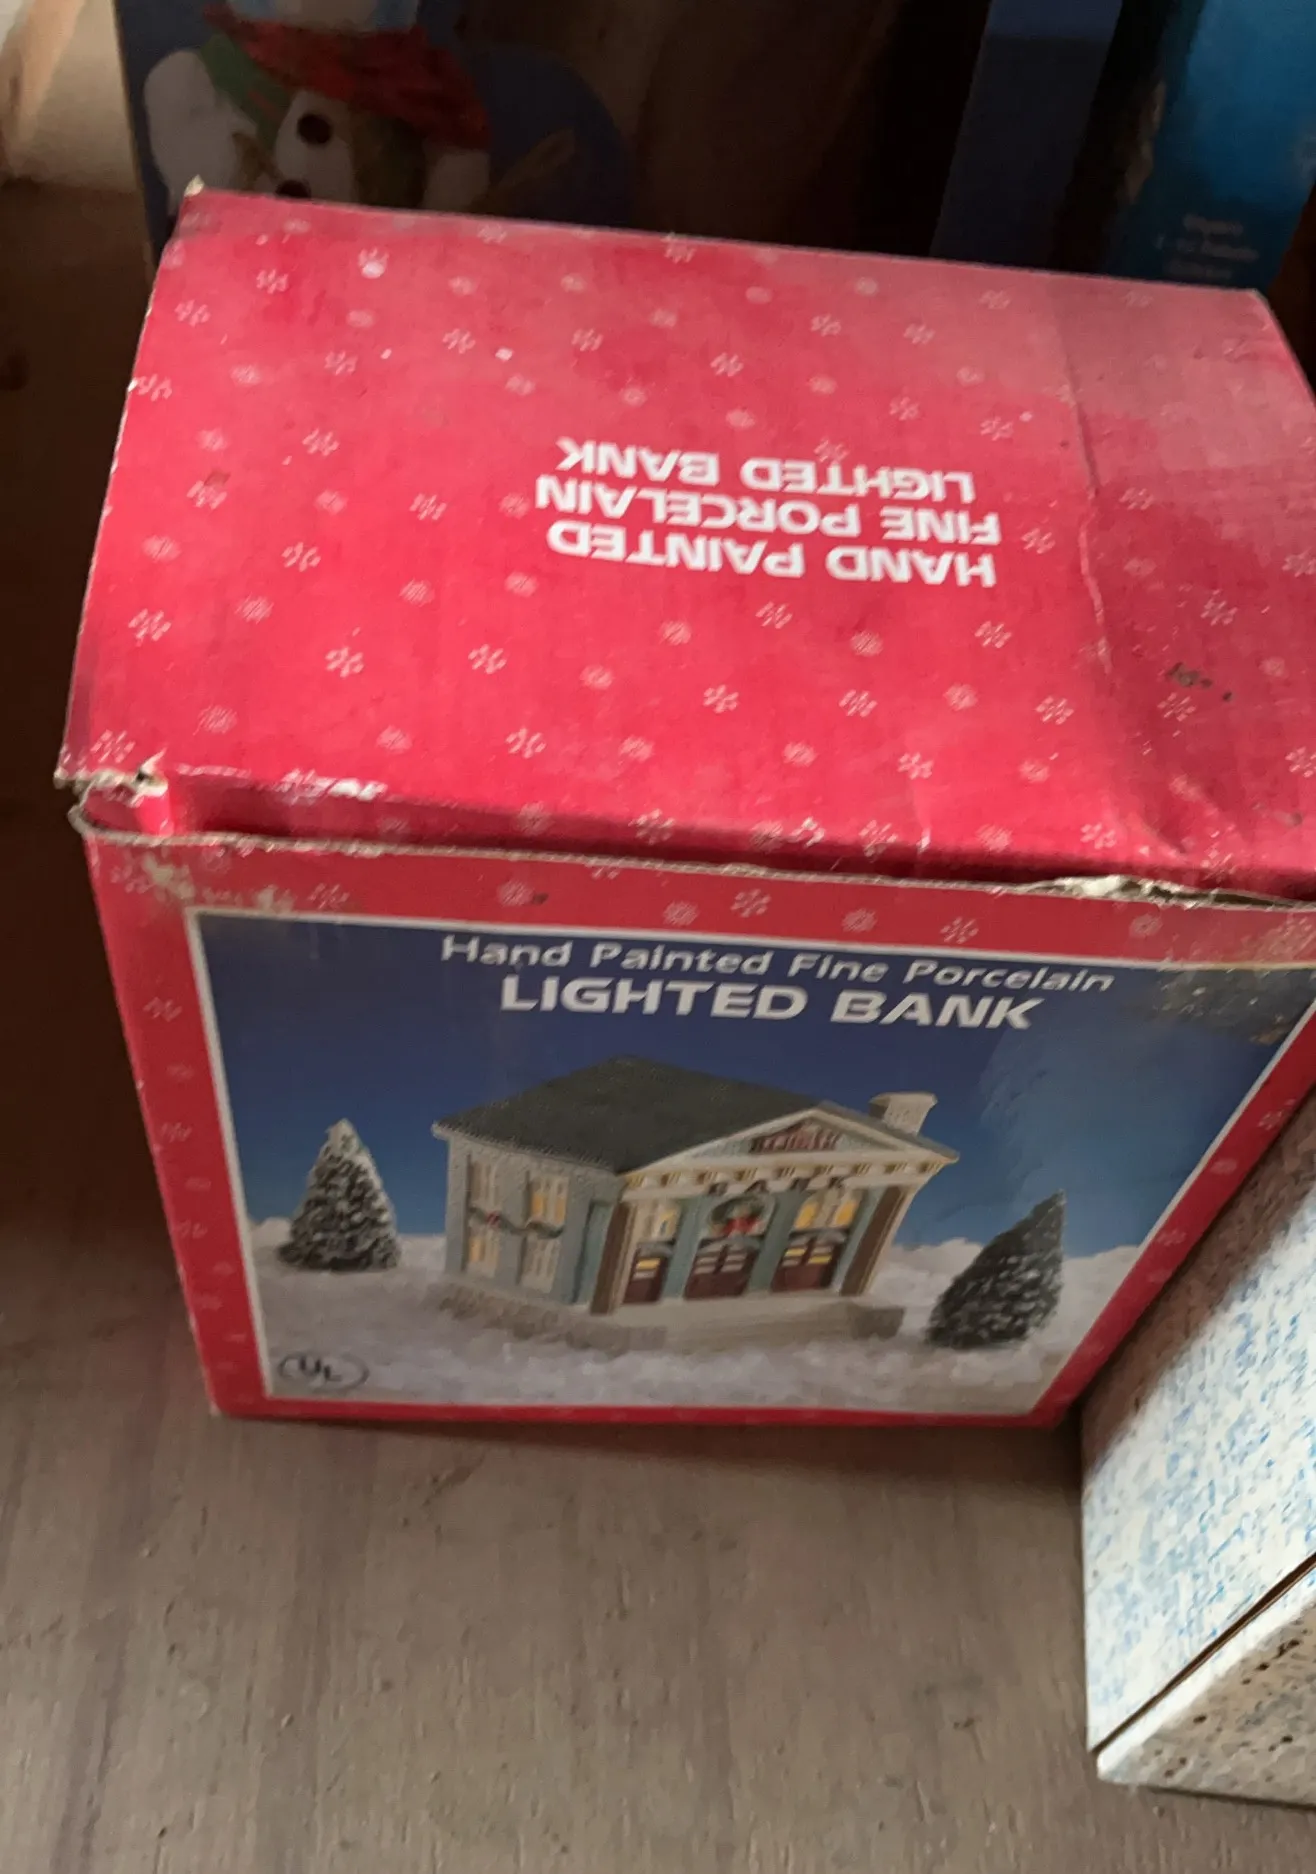 HAND PAINTED
FINE PORCELAIN
LIGHTED BANK
Hand Painted Fine Porcelain
LIGHTED BANK
UL